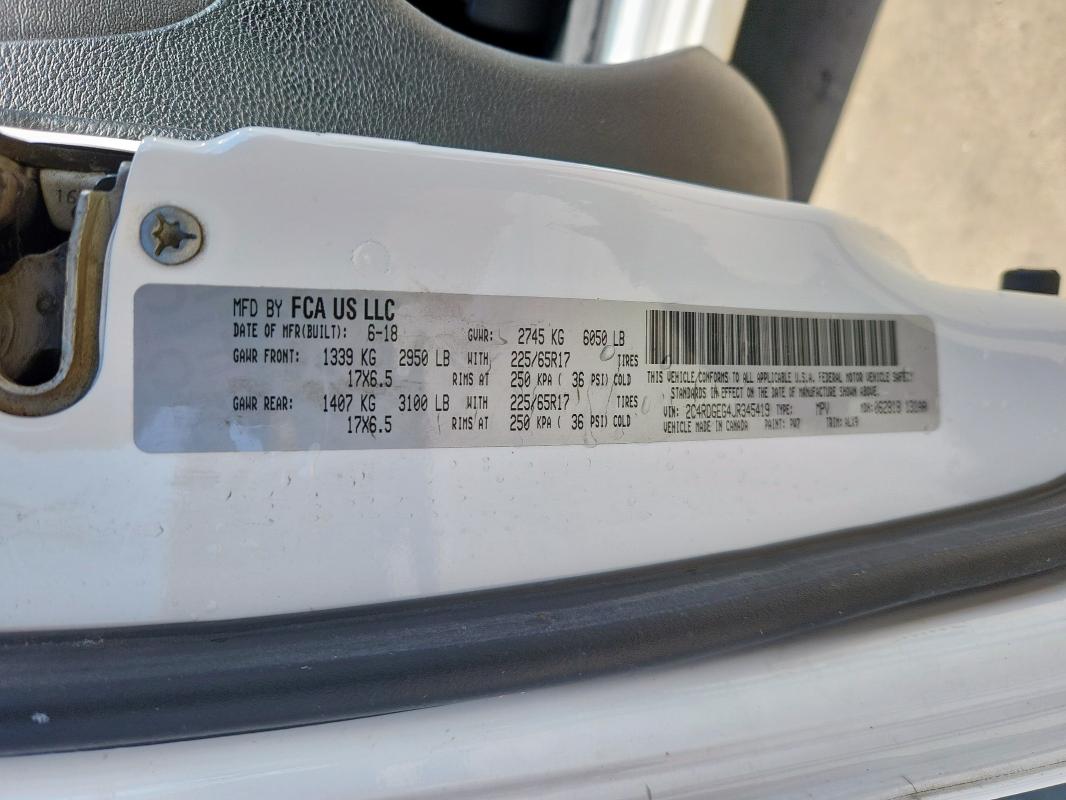 16
MFD BY FCA US LLC
DATE OF MFR(BUILT): 6-18 GVWR: 2745 KG 6050 LB
GAWR FRONT: 1339 KG 2950 LB WITH 225/65R17 TIRES
17X6.5 RIMS AT 250 KPA ( 36 PSI) COLD
GAWR REAR: 1407 KG 3100 LB WITH 225/65R17 TIRES
17X6.5 RIMS AT 250 KPA ( 36 PSI) COLD
THIS VEHICLE CONFORMS TO ALL APPLICABLE U.S.A. FEDERAL MOTOR VEHICLE SAFETY
STANDARDS IN EFFECT ON THE DATE OF MANUFACTURE SHOWN ABOVE.
VIN: 2C4RDGEG4JR345419 TYPE: MPV MDH:
VEHICLE MADE IN CANADA PAINT: PW7 TRIM: ALX9